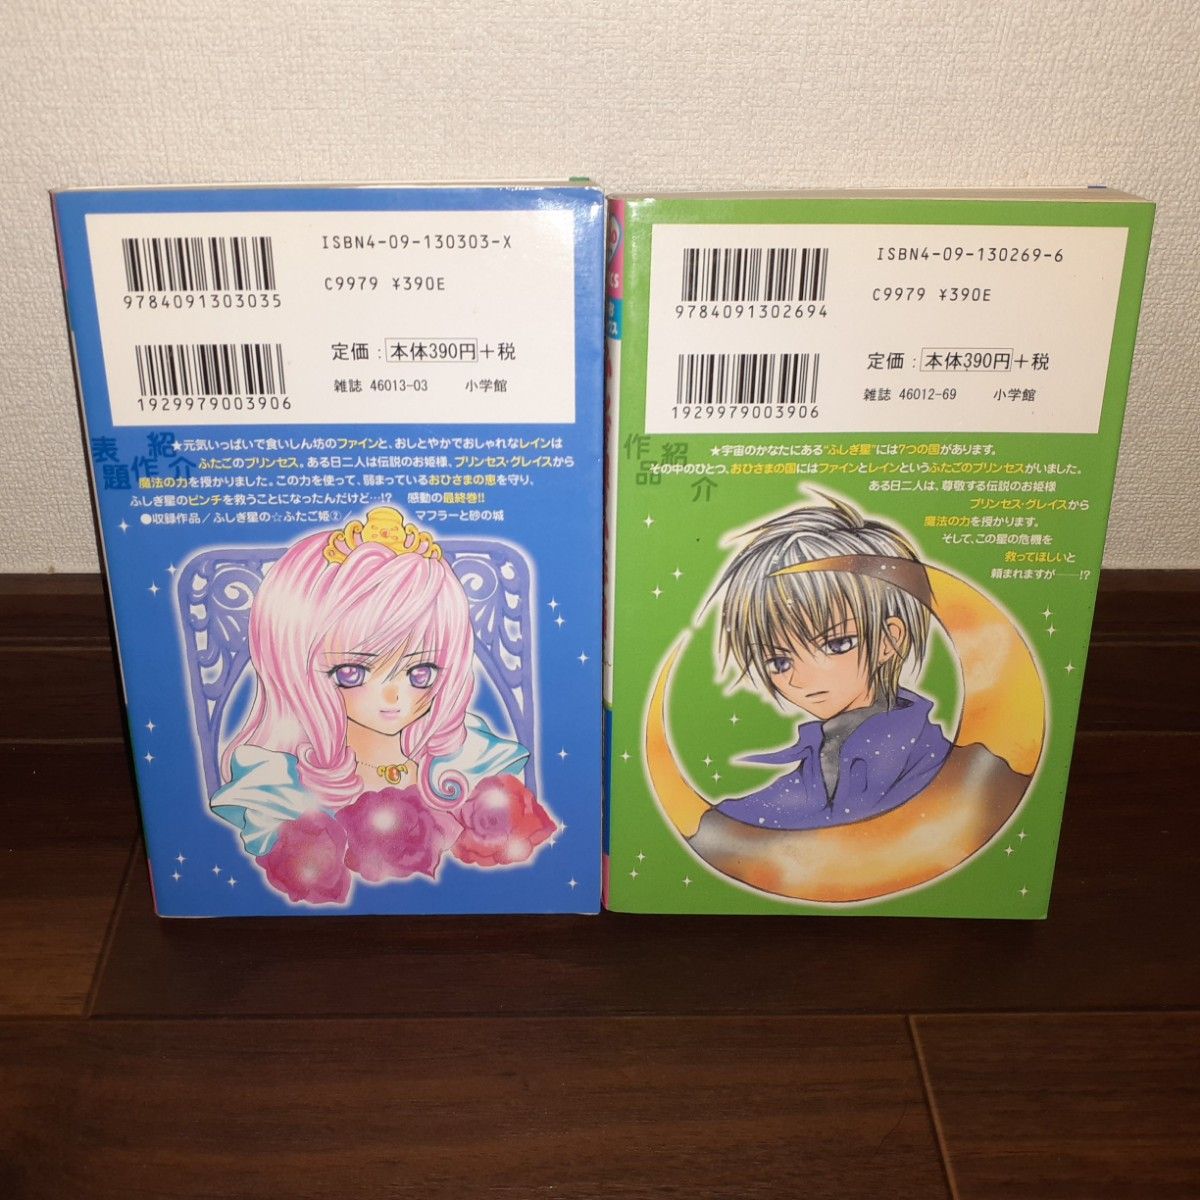 ISBN4-09-130303-X
C9979 ¥390E
9784091303035
定価：本体390円＋税
雑誌 46013-03 小学館
1929979003906
表題作紹介
★元気いっぱいで食いしん坊のファインと、おしとやかでおしゃれなレインは
ふたごのプリンセス。ある日二人は伝説のお姫様、プリンセス・グレイスから
魔法の力を授かりました。この力を使って、弱まっているおひさまの恵を守り、
ふしぎ星のピンチを救うことになったんだけど…!? 感動の最終巻!!
●収録作品／ふしぎ星の☆ふたご姫②／ マフラーと砂の城
ISBN4-09-130269-6
C9979 ¥390E
9784091302694
定価：本体390円＋税
雑誌 46012-69 小学館
1929979003906
作品紹介
★宇宙のかなたにある“ふしぎ星”には7つの国があります。
その中のひとつ、おひさまの国にはファインとレインというふたごのプリンセスがいました。
ある日二人は、尊敬する伝説のお姫様
プリンセス・グレイスから
魔法の力を授かります。
そして、この星の危機を
救ってほしいと
頼まれますが——!?